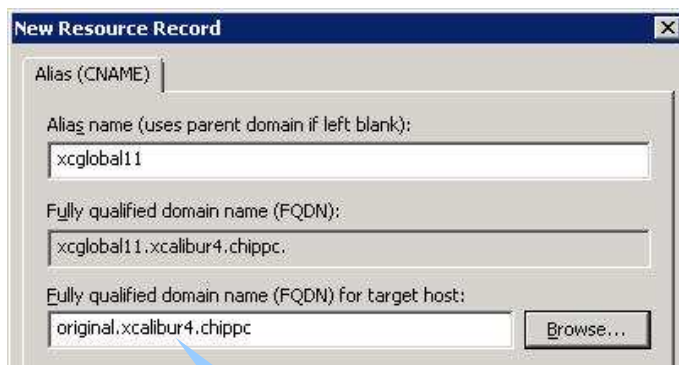 New Resource Record
Alias (CNAME)
Alias name (uses parent domain if left blank):
xcglobal11
Fully qualified domain name (FQDN):
xcglobal11.xcalibur4.chippc.
Fully qualified domain name (FQDN) for target host:
original.xcalibur4.chippc
Browse...